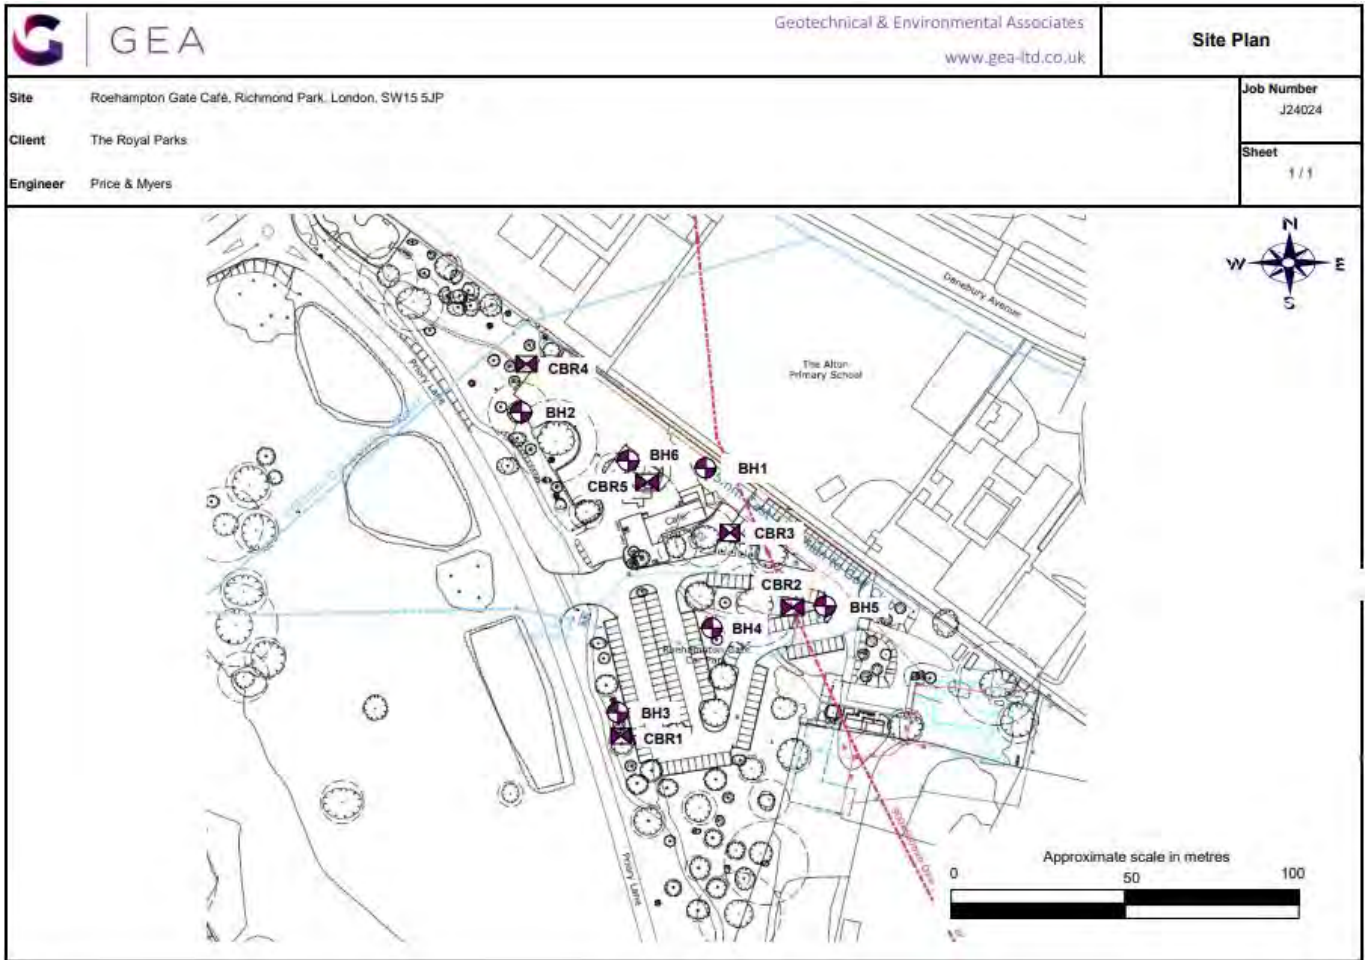 GEA
Geotechnical & Environmental Associates
www.gea-ltd.co.uk
Site Plan
Site Roehampton Gate Café, Richmond Park, London, SW15 5JP
Client The Royal Parks
Engineer Price & Myers
Job Number
J24024
Sheet
1 / 1
N
W E
S
Danebury Avenue
The Alton
Primary School
Priory Lane
CBR4
BH2
BH6
BH1
CBR5
Cafe
CBR3
CBR2
BH5
BH4
Roehampton Gate
BH3
CBR1
Priory Lane
Approximate scale in metres
0 50 100